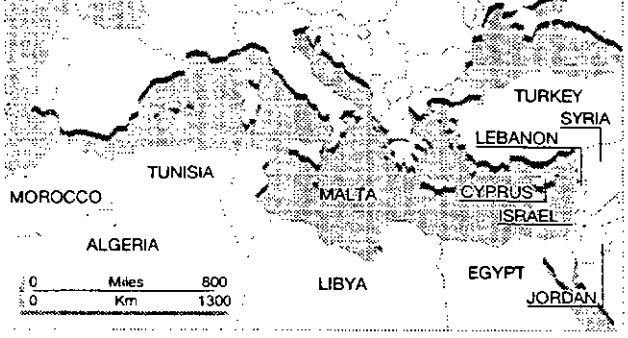 TURKEY
SYRIA
LEBANON
TUNISIA
MOROCCO
MALTA
CYPRUS
ISRAEL
ALGERIA
EGYPT
LIBYA
JORDAN
0 Miles 800
0 Km 1300